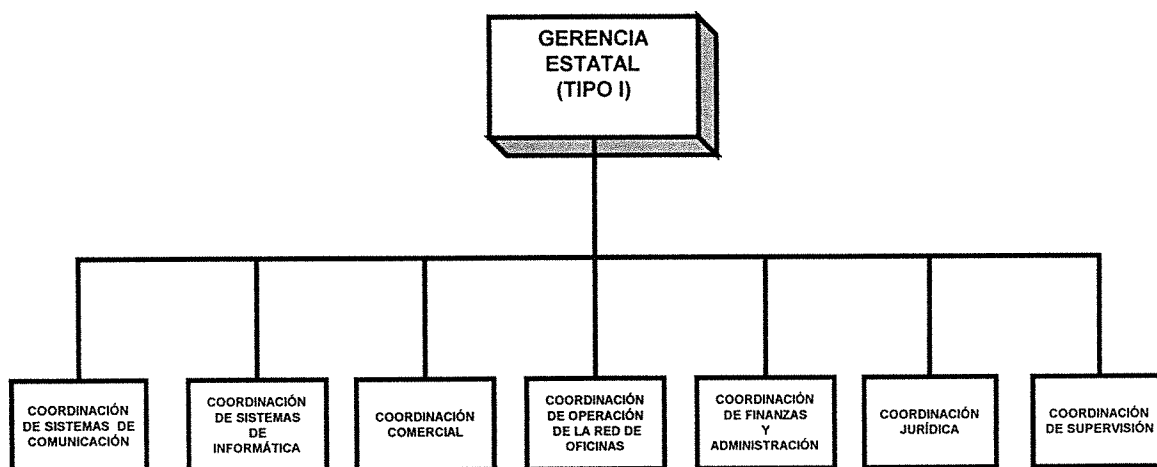 GERENCIA
ESTATAL
(TIPO I)
COORDINACIÓN
DE SISTEMAS DE
COMUNICACIÓN
COORDINACIÓN
DE SISTEMAS
DE
INFORMÁTICA
COORDINACIÓN
COMERCIAL
COORDINACIÓN
DE OPERACIÓN
DE LA RED DE
OFICINAS
COORDINACIÓN
DE FINANZAS
Y
ADMINISTRACIÓN
COORDINACIÓN
JURÍDICA
COORDINACIÓN
DE SUPERVISIÓN